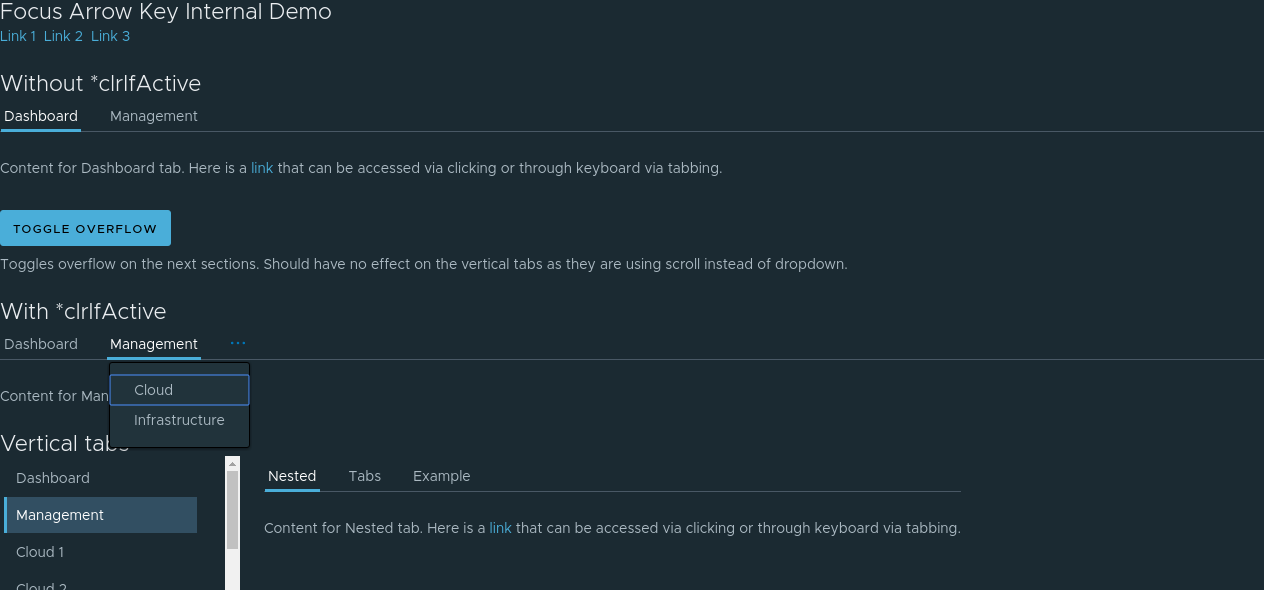 Focus Arrow Key Internal Demo
Link 1 Link 2 Link 3
Without *clrIfActive
Dashboard Management
Content for Dashboard tab. Here is a link that can be accessed via clicking or through keyboard via tabbing.
TOGGLE OVERFLOW
Toggles overflow on the next sections. Should have no effect on the vertical tabs as they are using scroll instead of dropdown.
With *clrIfActive
Dashboard Management ...
Cloud
Content for Man
Infrastructure
Vertical tabs
Dashboard
Management
Cloud 1
Cloud 2
Nested Tabs Example
Content for Nested tab. Here is a link that can be accessed via clicking or through keyboard via tabbing.